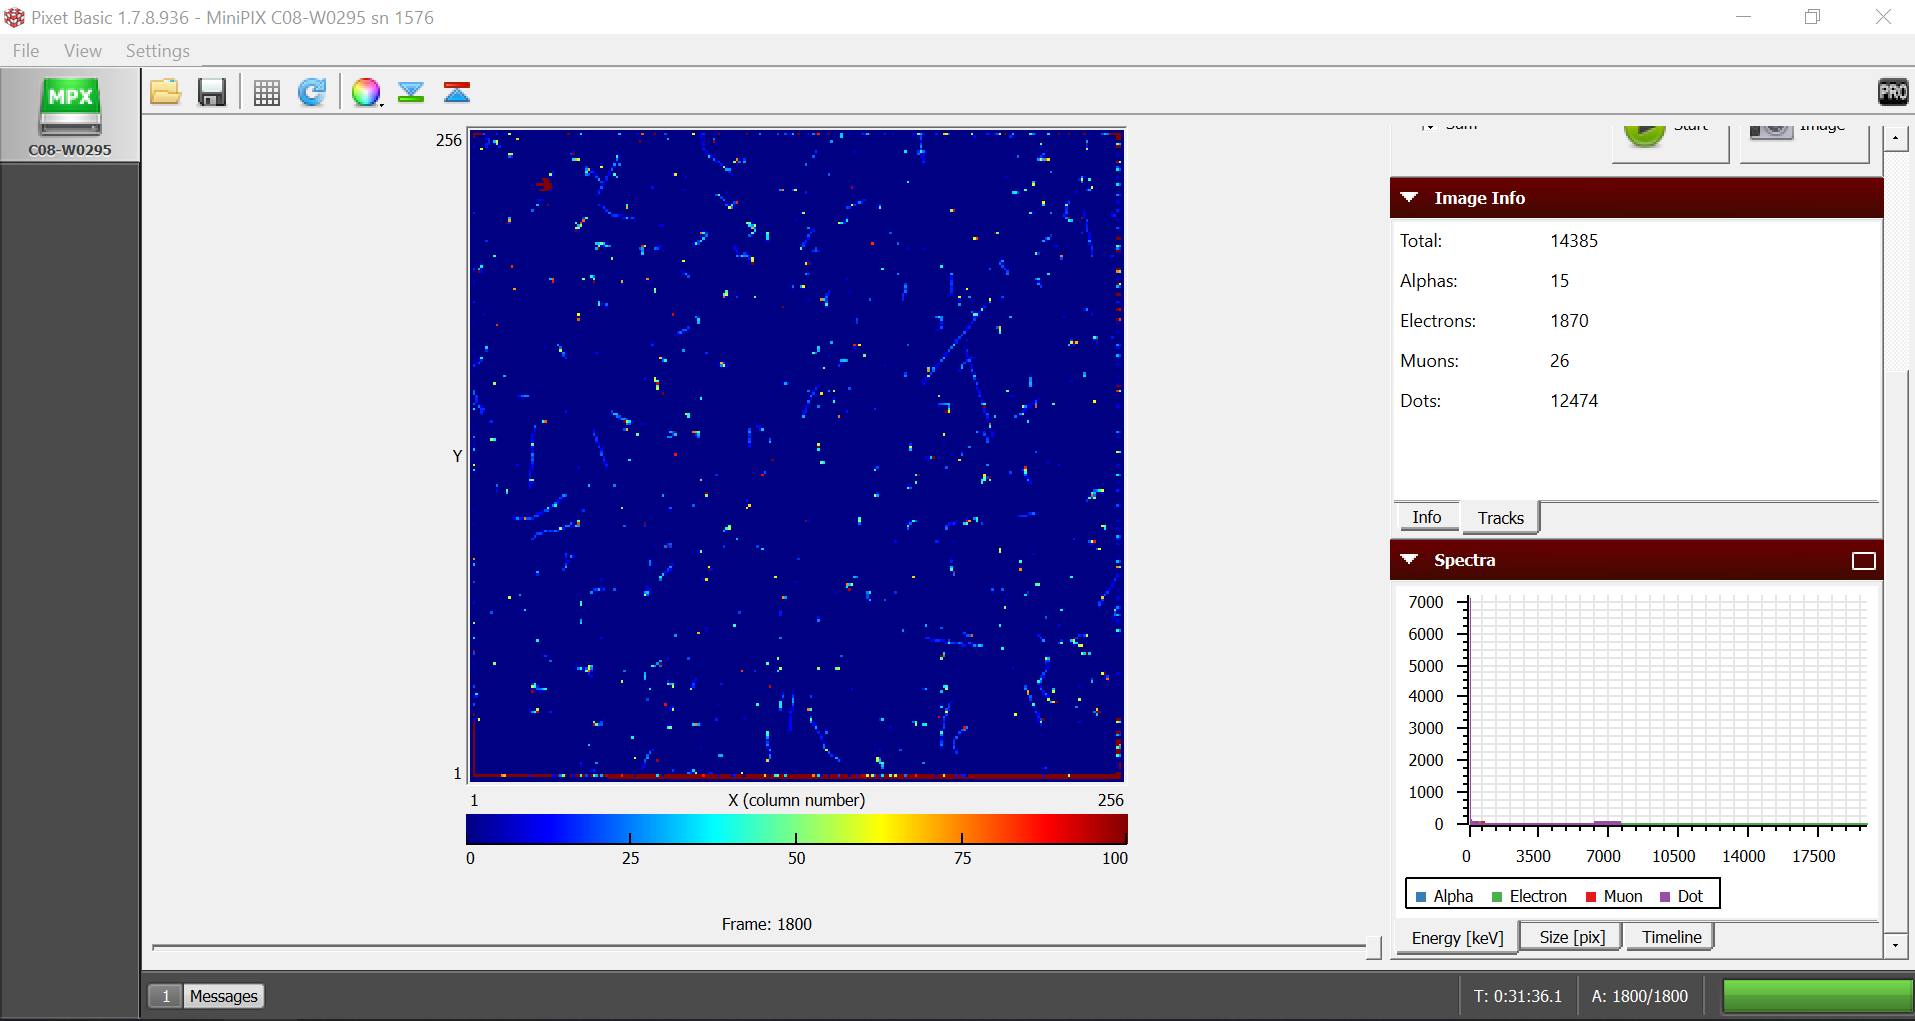 Pixet Basic 1.7.8.936 - MiniPIX C08-W0295 sn 1576
File View Settings
MPX
C08-W0295
PRO
Sum Start Image
256
Y
1
1 X (column number) 256
0 25 50 75 100
Frame: 1800
Image Info
Total: 14385
Alphas: 15
Electrons: 1870
Muons: 26
Dots: 12474
Info Tracks
Spectra
7000
6000
5000
4000
3000
2000
1000
0
0 3500 7000 10500 14000 17500
Alpha Electron Muon Dot
Energy [keV] Size [pix] Timeline
1 Messages T: 0:31:36.1 A: 1800/1800